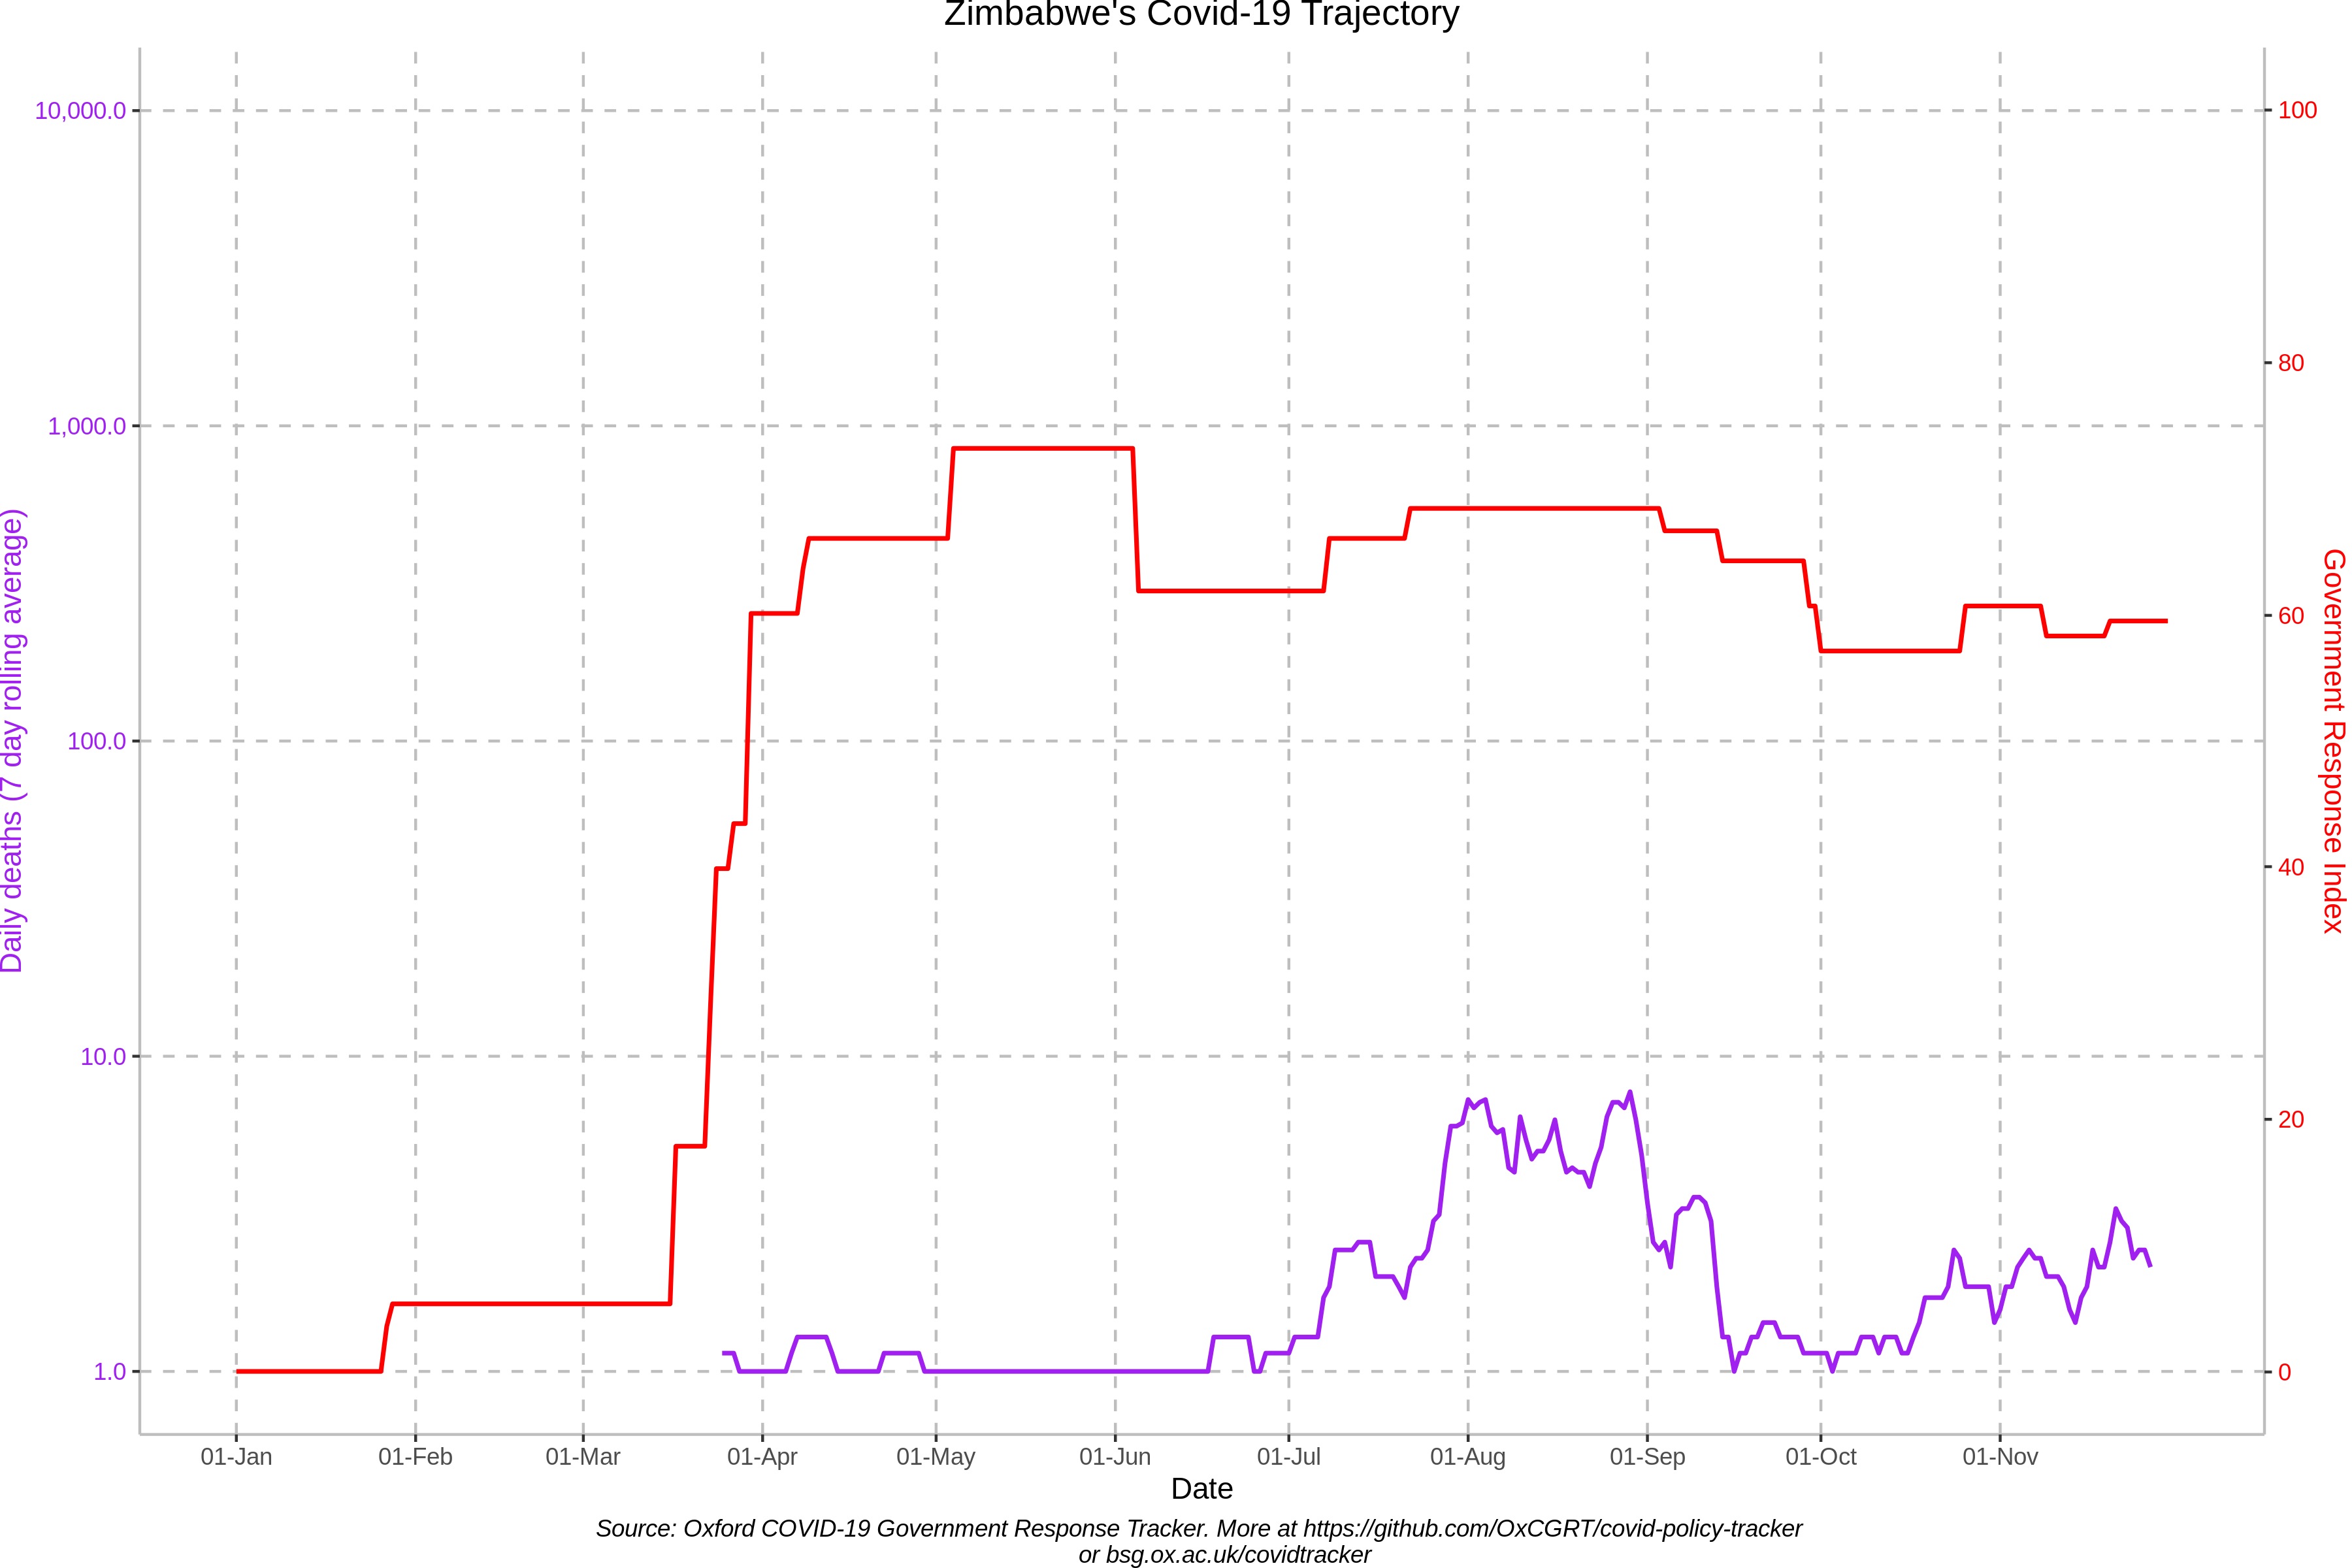 Zimbabwe's Covid-19 Trajectory
Daily deaths (7 day rolling average)
10,000.0
1,000.0
100.0
10.0
1.0
100
80
60
40
20
0
Government Response Index
01-Jan
01-Feb
01-Mar
01-Apr
01-May
01-Jun
01-Jul
01-Aug
01-Sep
01-Oct
01-Nov
Date
Source: Oxford COVID-19 Government Response Tracker. More at https://github.com/OxCGRT/covid-policy-tracker
or bsg.ox.ac.uk/covidtracker